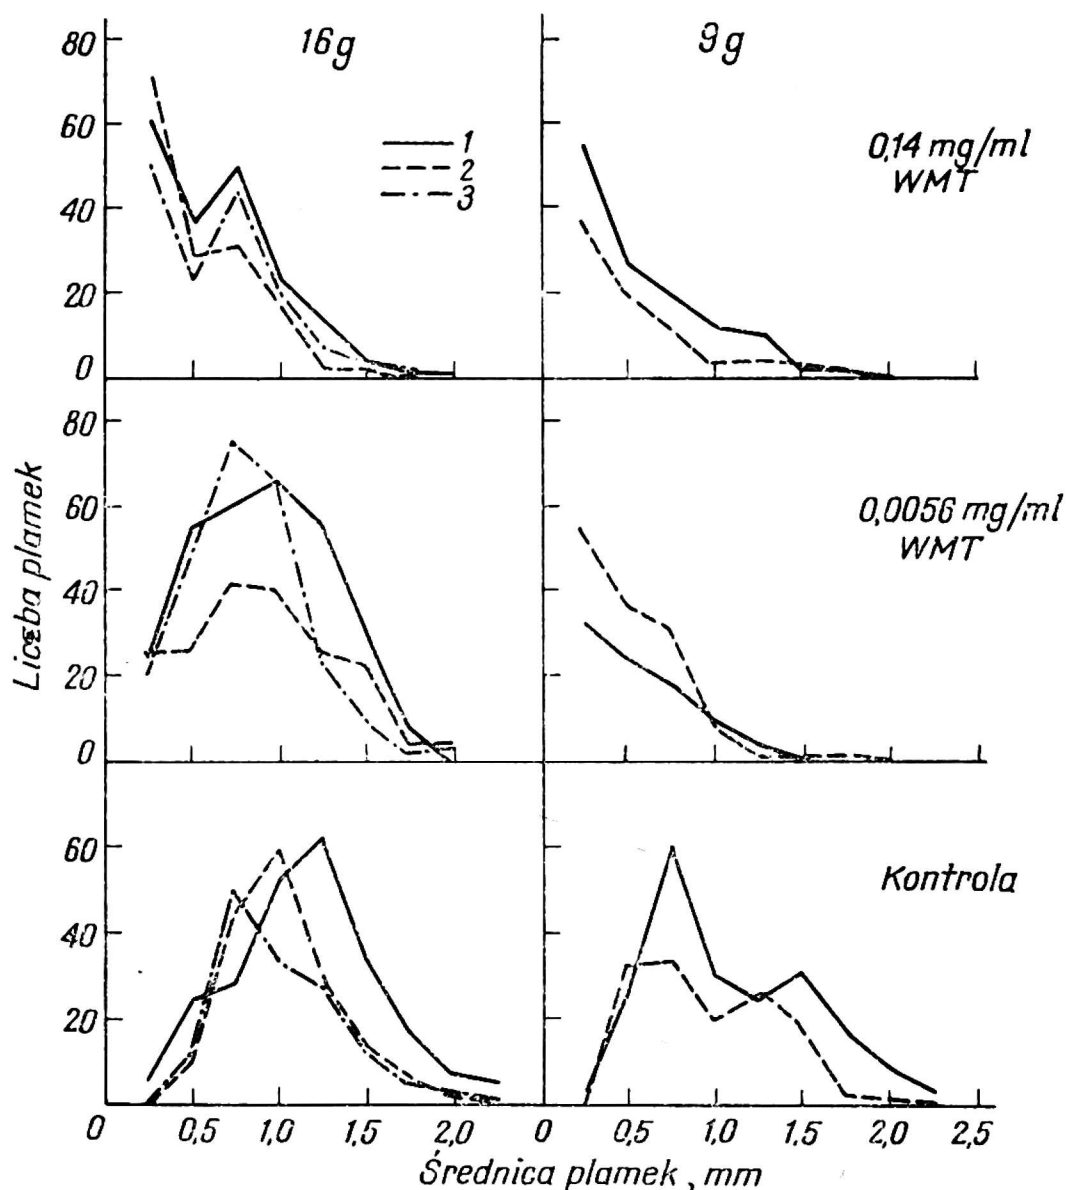 16g
9g
80
60
40
20
0
1
2
3
0,14 mg/ml
WMT
80
60
40
20
0
0,0056 mg/ml
WMT
60
40
20
Kontrola
0 0,5 1,0 1,5 2,0
0 0,5 1,0 1,5 2,0 2,5
Liczba plamek
Średnica plamek, mm